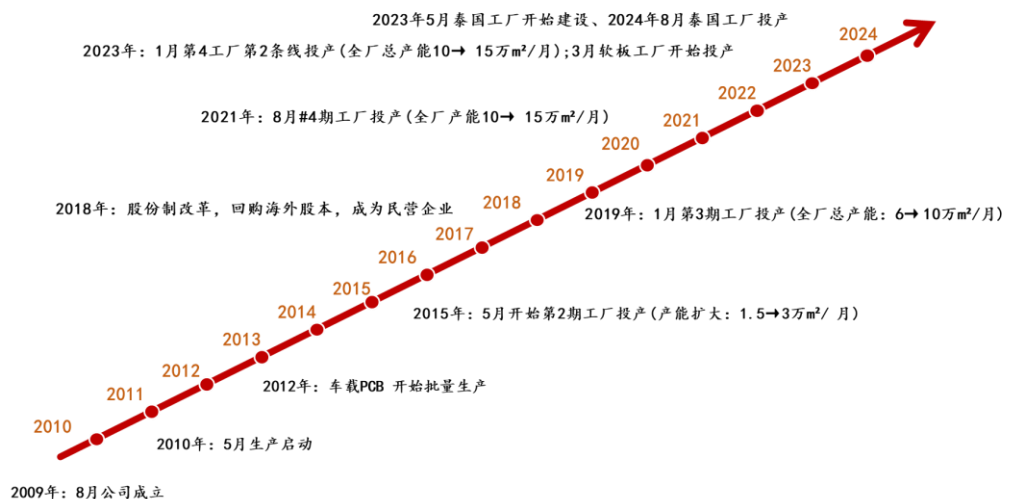 2023年5月泰国工厂开始建设、2024年8月泰国工厂投产
2023年：1月第4工厂第2条线投产(全厂总产能10→ 15万㎡/月);3月软板工厂开始投产
2024
2023
2021年：8月#4期工厂投产(全厂产能10→ 15万㎡/月)
2022
2021
2020
2019
2018年：股份制改革，回购海外股本，成为民营企业
2018
2019年：1月第3期工厂投产(全厂总产能：6→10万㎡/月)
2017
2016
2015
2015年：5月开始第2期工厂投产(产能扩大：1.5→3万㎡/ 月)
2014
2013
2012
2012年：车载PCB 开始批量生产
2011
2010
2010年：5月生产启动
2009年：8月公司成立